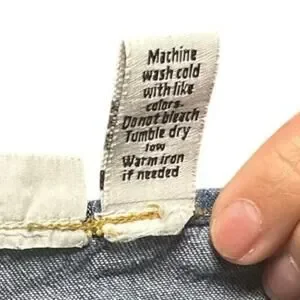 Machine
wash cold
with like
colors.
Do not bleach
Tumble dry
low
Warm iron
if needed